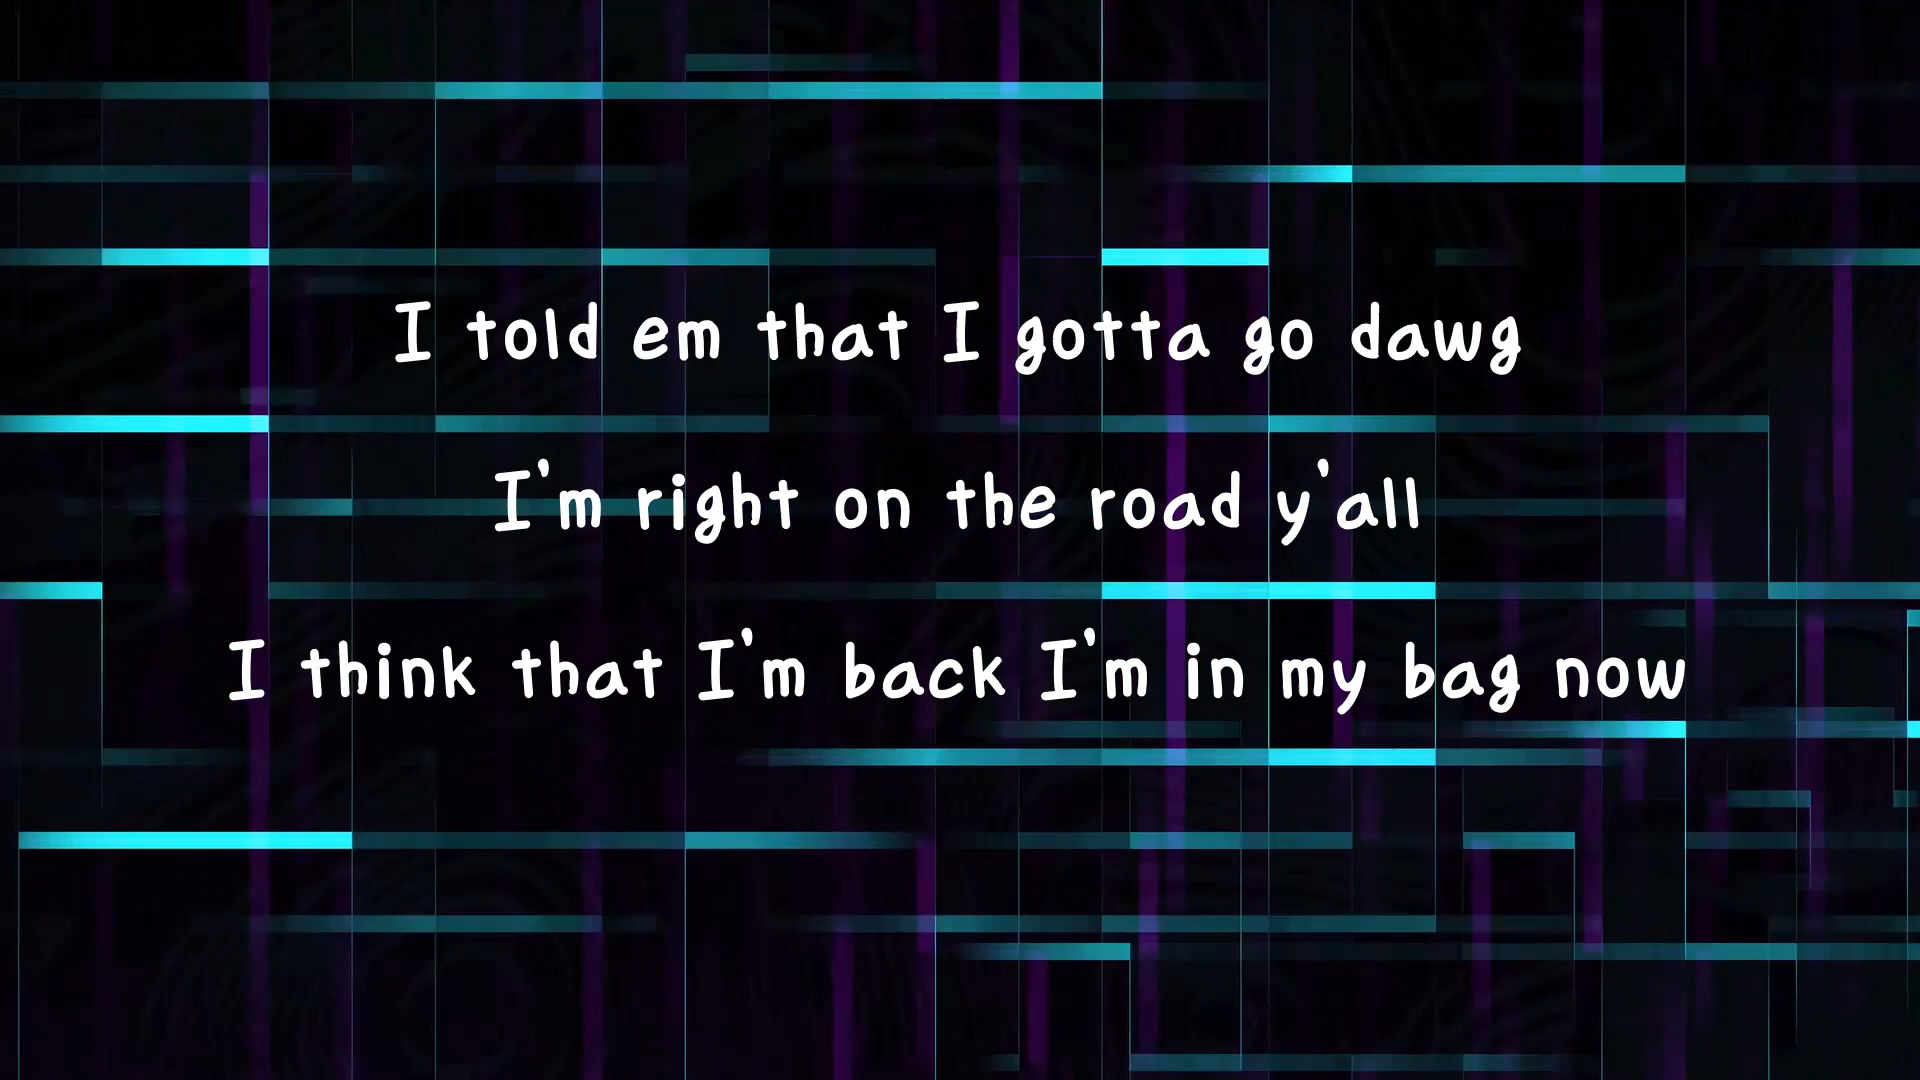 I told em that I gotta go dawg
I'm right on the road y'all
I think that I'm back I'm in my bag now